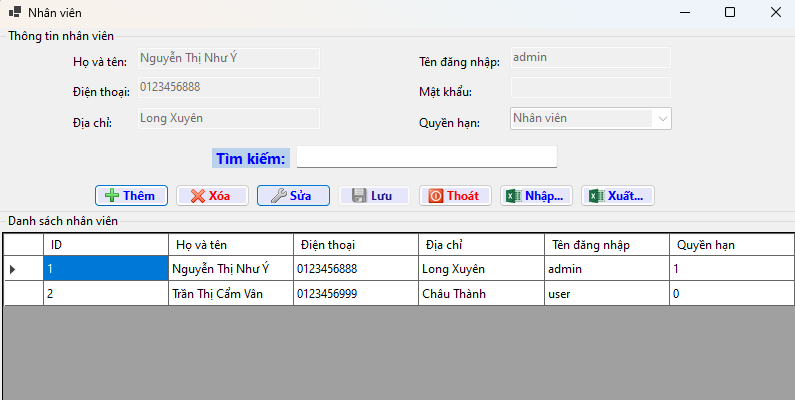 Nhân viên
Thông tin nhân viên
Họ và tên: Nguyễn Thị Như Ý Tên đăng nhập: admin
Điện thoại: 0123456888 Mật khẩu:
Địa chỉ: Long Xuyên Quyền hạn: Nhân viên
Tìm kiếm:
Thêm Xóa Sửa Lưu Thoát Nhập... Xuất...
Danh sách nhân viên
ID Họ và tên Điện thoại Địa chỉ Tên đăng nhập Quyền hạn
1 Nguyễn Thị Như Ý 0123456888 Long Xuyên admin 1
2 Trần Thị Cẩm Vân 0123456999 Châu Thành user 0